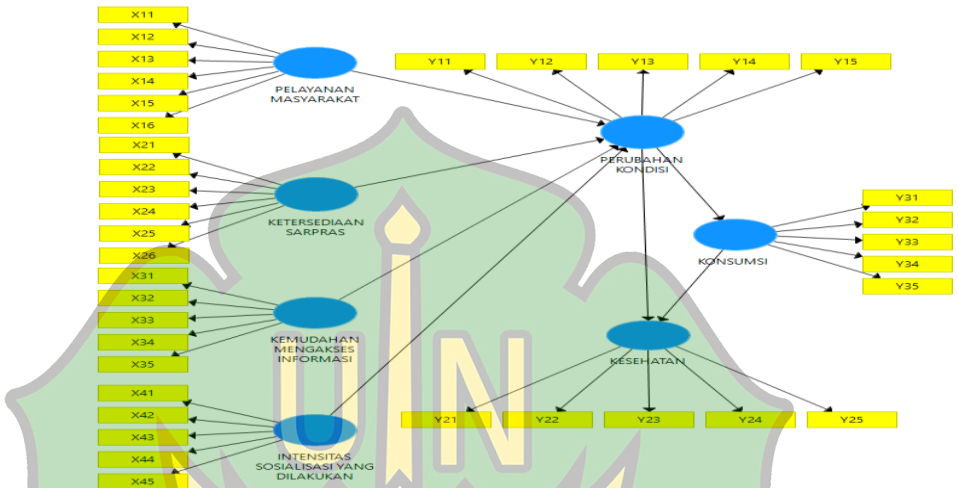 X11
X12
X13
X14
X15
X16
PELAYANAN
MASYARAKAT
Y11
Y12
Y13
Y14
Y15
PERUBAHAN
KONDISI
X21
X22
X23
X24
X25
X26
KETERSEDIAAN
SARPRAS
KONSUMSI
Y31
Y32
Y33
Y34
Y35
X31
X32
X33
X34
X35
KEMUDAHAN
MENGAKSES
INFORMASI
KESEHATAN
Y21
Y22
Y23
Y24
Y25
X41
X42
X43
X44
X45
INTENSITAS
SOSIALISASI YANG
DILAKUKAN
UIN